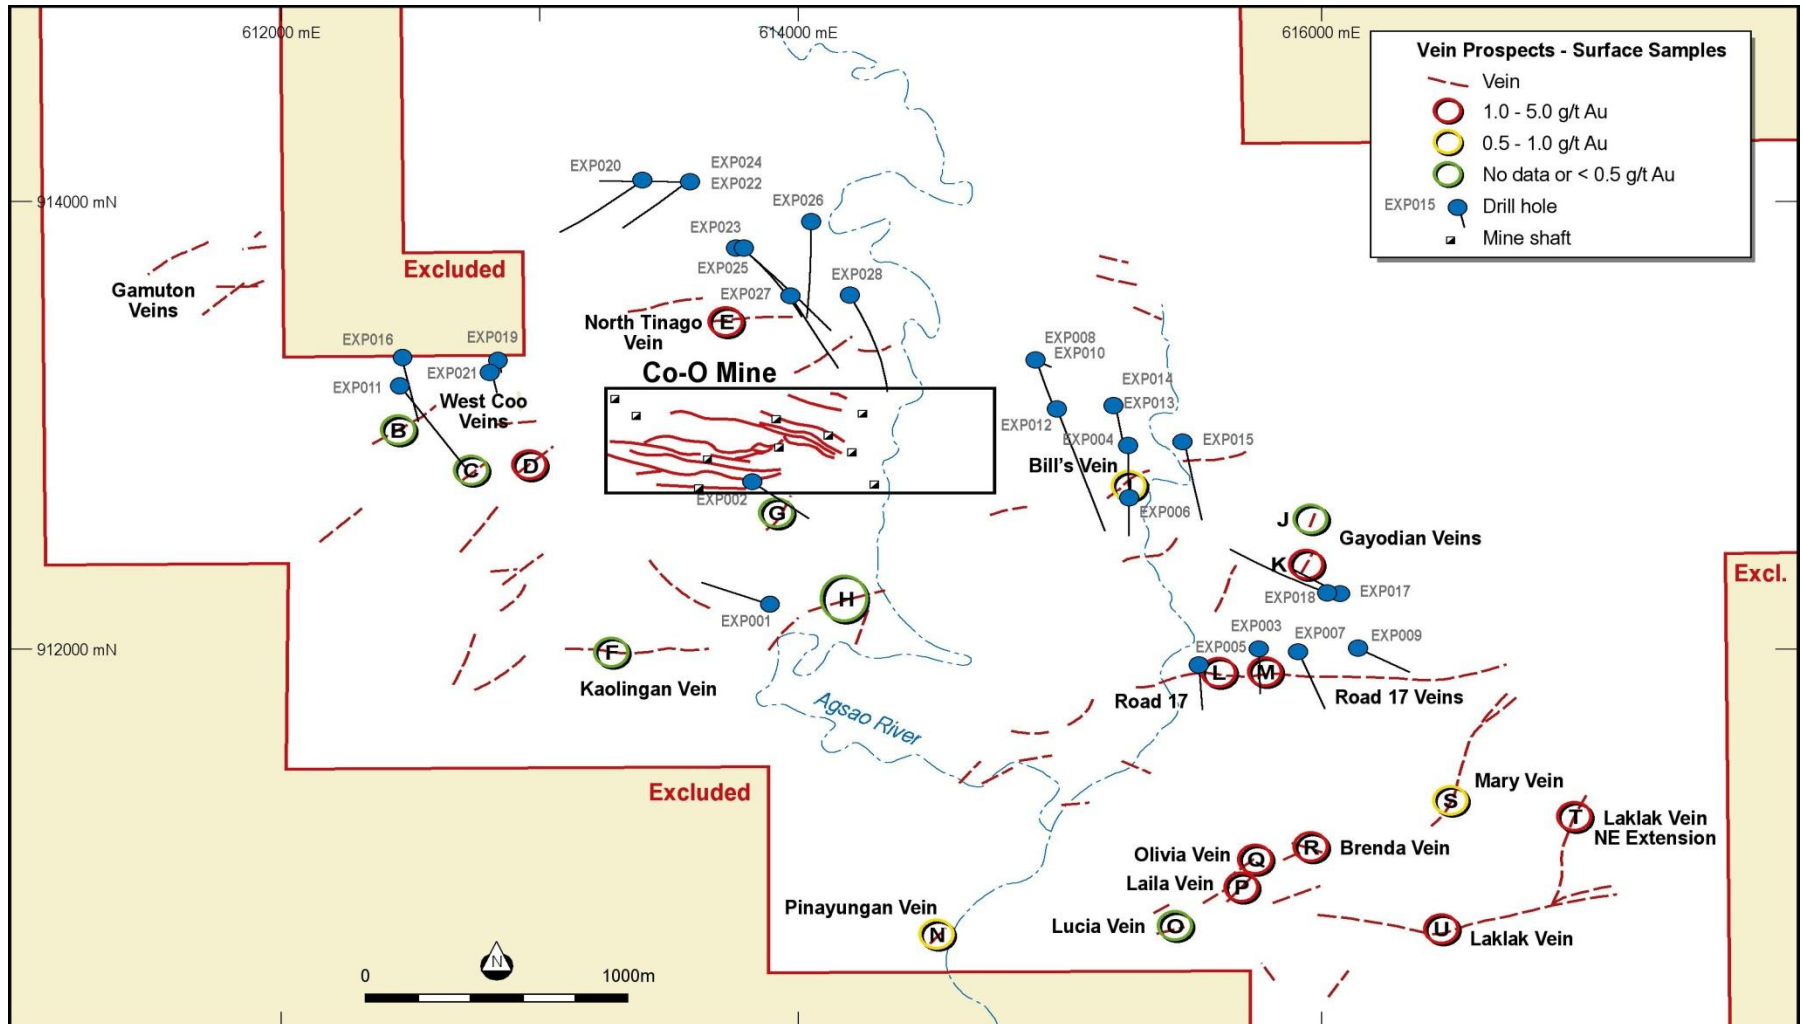 612000 mE
614000 mE
616000 mE
Vein Prospects - Surface Samples
Vein
1.0 - 5.0 g/t Au
0.5 - 1.0 g/t Au
No data or < 0.5 g/t Au
EXP015
Drill hole
Mine shaft
EXP020
EXP024
EXP022
914000 mN
EXP026
EXP023
EXP025
EXP028
EXP027
Excluded
Gamuton
Veins
North Tinago
Vein
E
EXP016
EXP019
EXP021
EXP011
West Coo
Veins
Co-O Mine
EXP008
EXP010
EXP014
EXP013
EXP012
EXP004
EXP015
Bill's Vein
B
C
D
EXP002
G
EXP006
J
Gayodian Veins
K
Excl.
EXP018
EXP017
EXP001
H
912000 mN
F
Kaolingan Vein
EXP003
EXP007
EXP009
EXP005
L
M
Road 17
Road 17 Veins
Agsao River
Excluded
Mary Vein
S
T
Laklak Vein
NE Extension
Olivia Vein
Q
R
Brenda Vein
Laila Vein
P
Pinayungan Vein
N
Lucia Vein
O
U
Laklak Vein
N
0
1000m